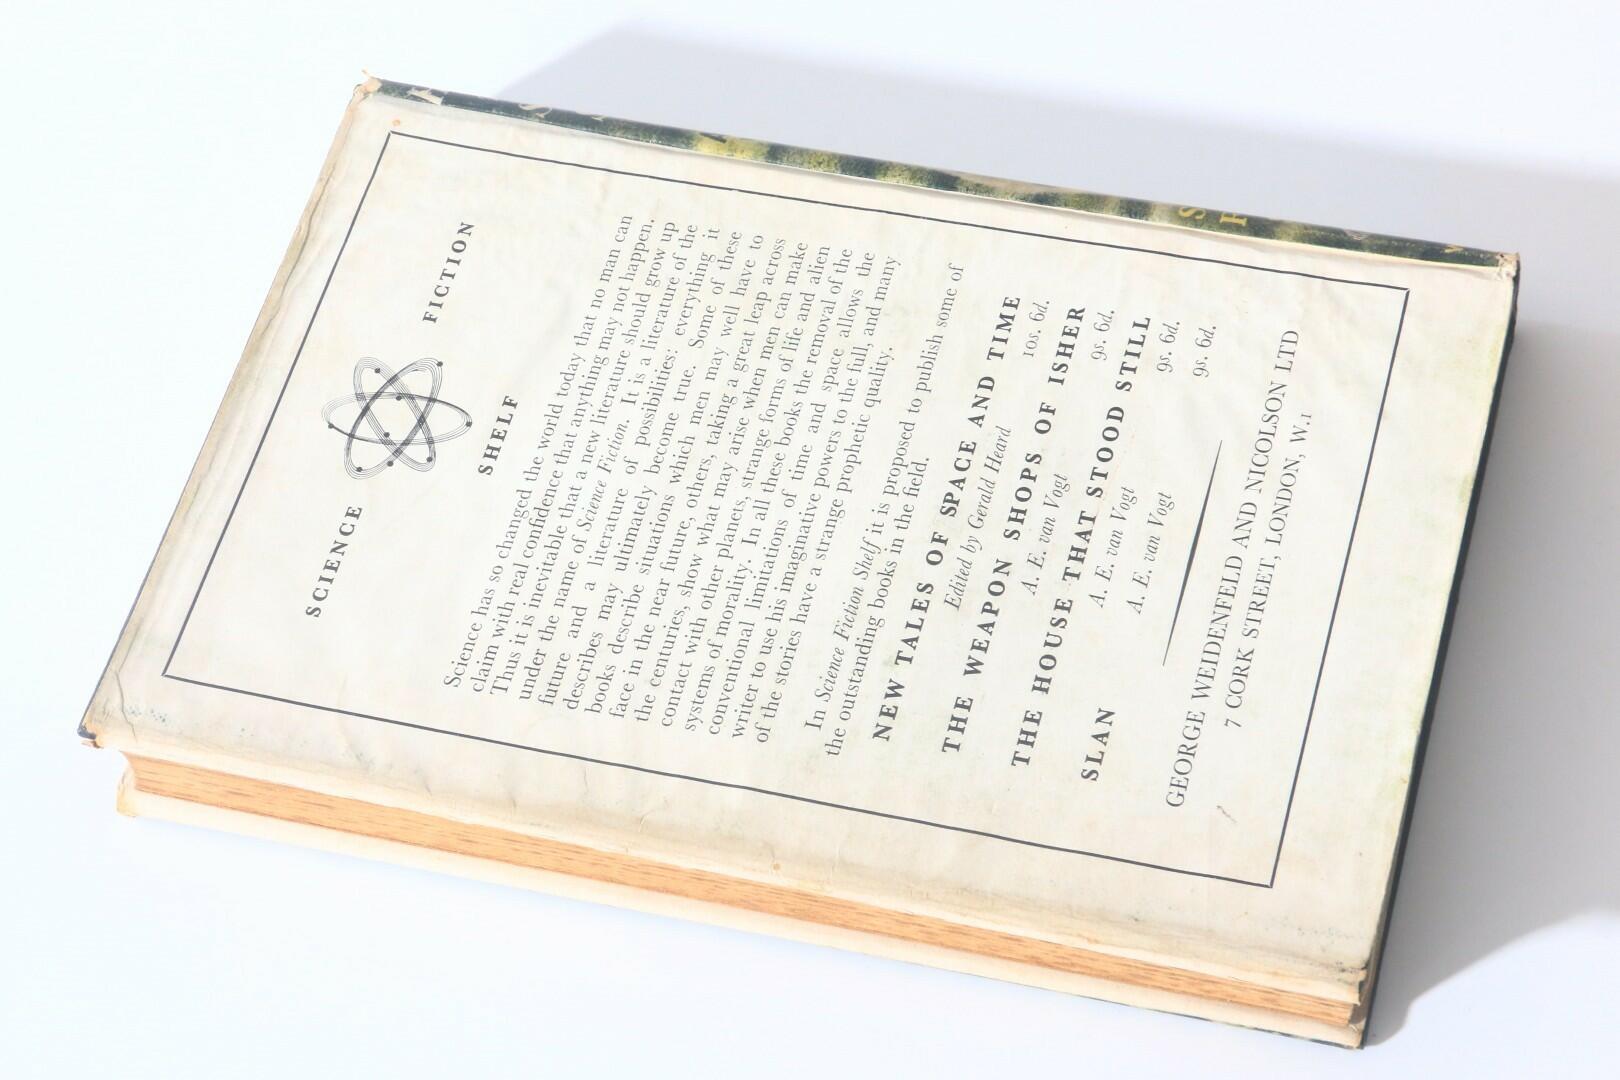 SCIENCE FICTION
SHELF
Science has so changed the world today that no man can
claim with real confidence that anything may not happen.
Thus it is inevitable that a new literature should grow up
under the name of Science Fiction. It is a literature of the
future and a literature of possibilities: everything it
describes may ultimately become true. Some of these
books describe situations which men may well have to
face in the near future, others, taking a great leap across
the centuries, show what may arise when men can make
contact with other planets, strange forms of life and alien
systems of morality. In all these books the removal of the
conventional limitations of time and space allows the
writer to use his imaginative powers to the full, and many
of the stories have a strange prophetic quality.
In Science Fiction Shelf it is proposed to publish some of
the outstanding books in the field.
NEW TALES OF SPACE AND TIME
Edited by Gerald Heard 10s. 6d.
THE WEAPON SHOPS OF ISHER
A. E. van Vogt 9s. 6d.
THE HOUSE THAT STOOD STILL
A. E. van Vogt 9s. 6d.
SLAN A. E. van Vogt 9s. 6d.
GEORGE WEIDENFELD AND NICOLSON LTD
7 CORK STREET, LONDON, W.1